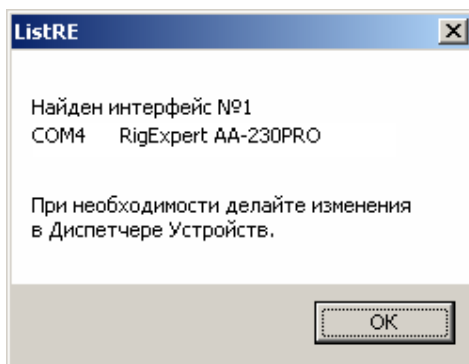 ListRE
Найден интерфейс №1
COM4 RigExpert AA-230PRO
При необходимости делайте изменения
в Диспетчере Устройств.
OK